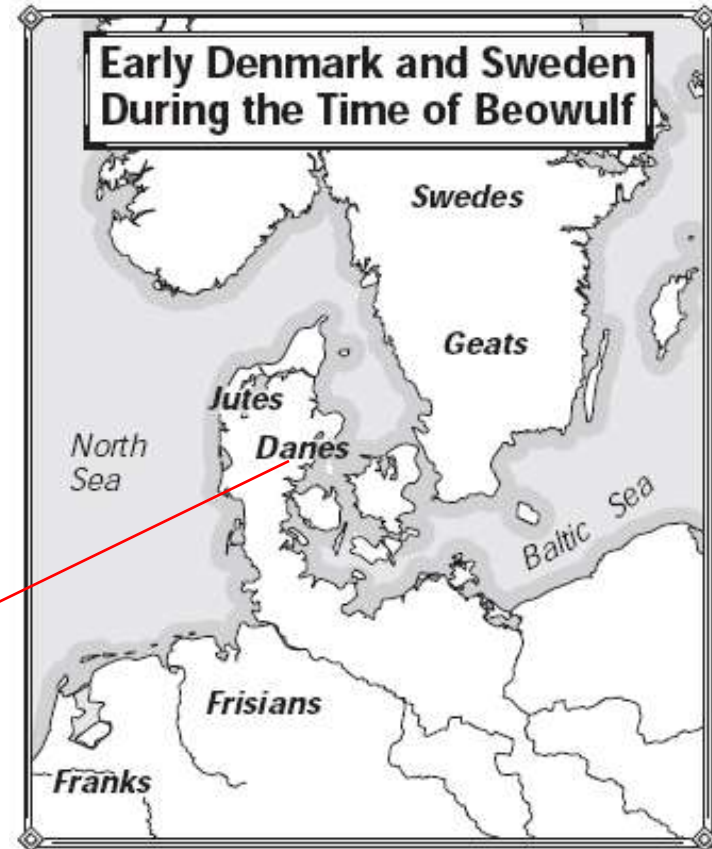 Early Denmark and Sweden
During the Time of Beowulf
Swedes
Geats
Jutes
Danes
North
Sea
Baltic Sea
Frisians
Franks